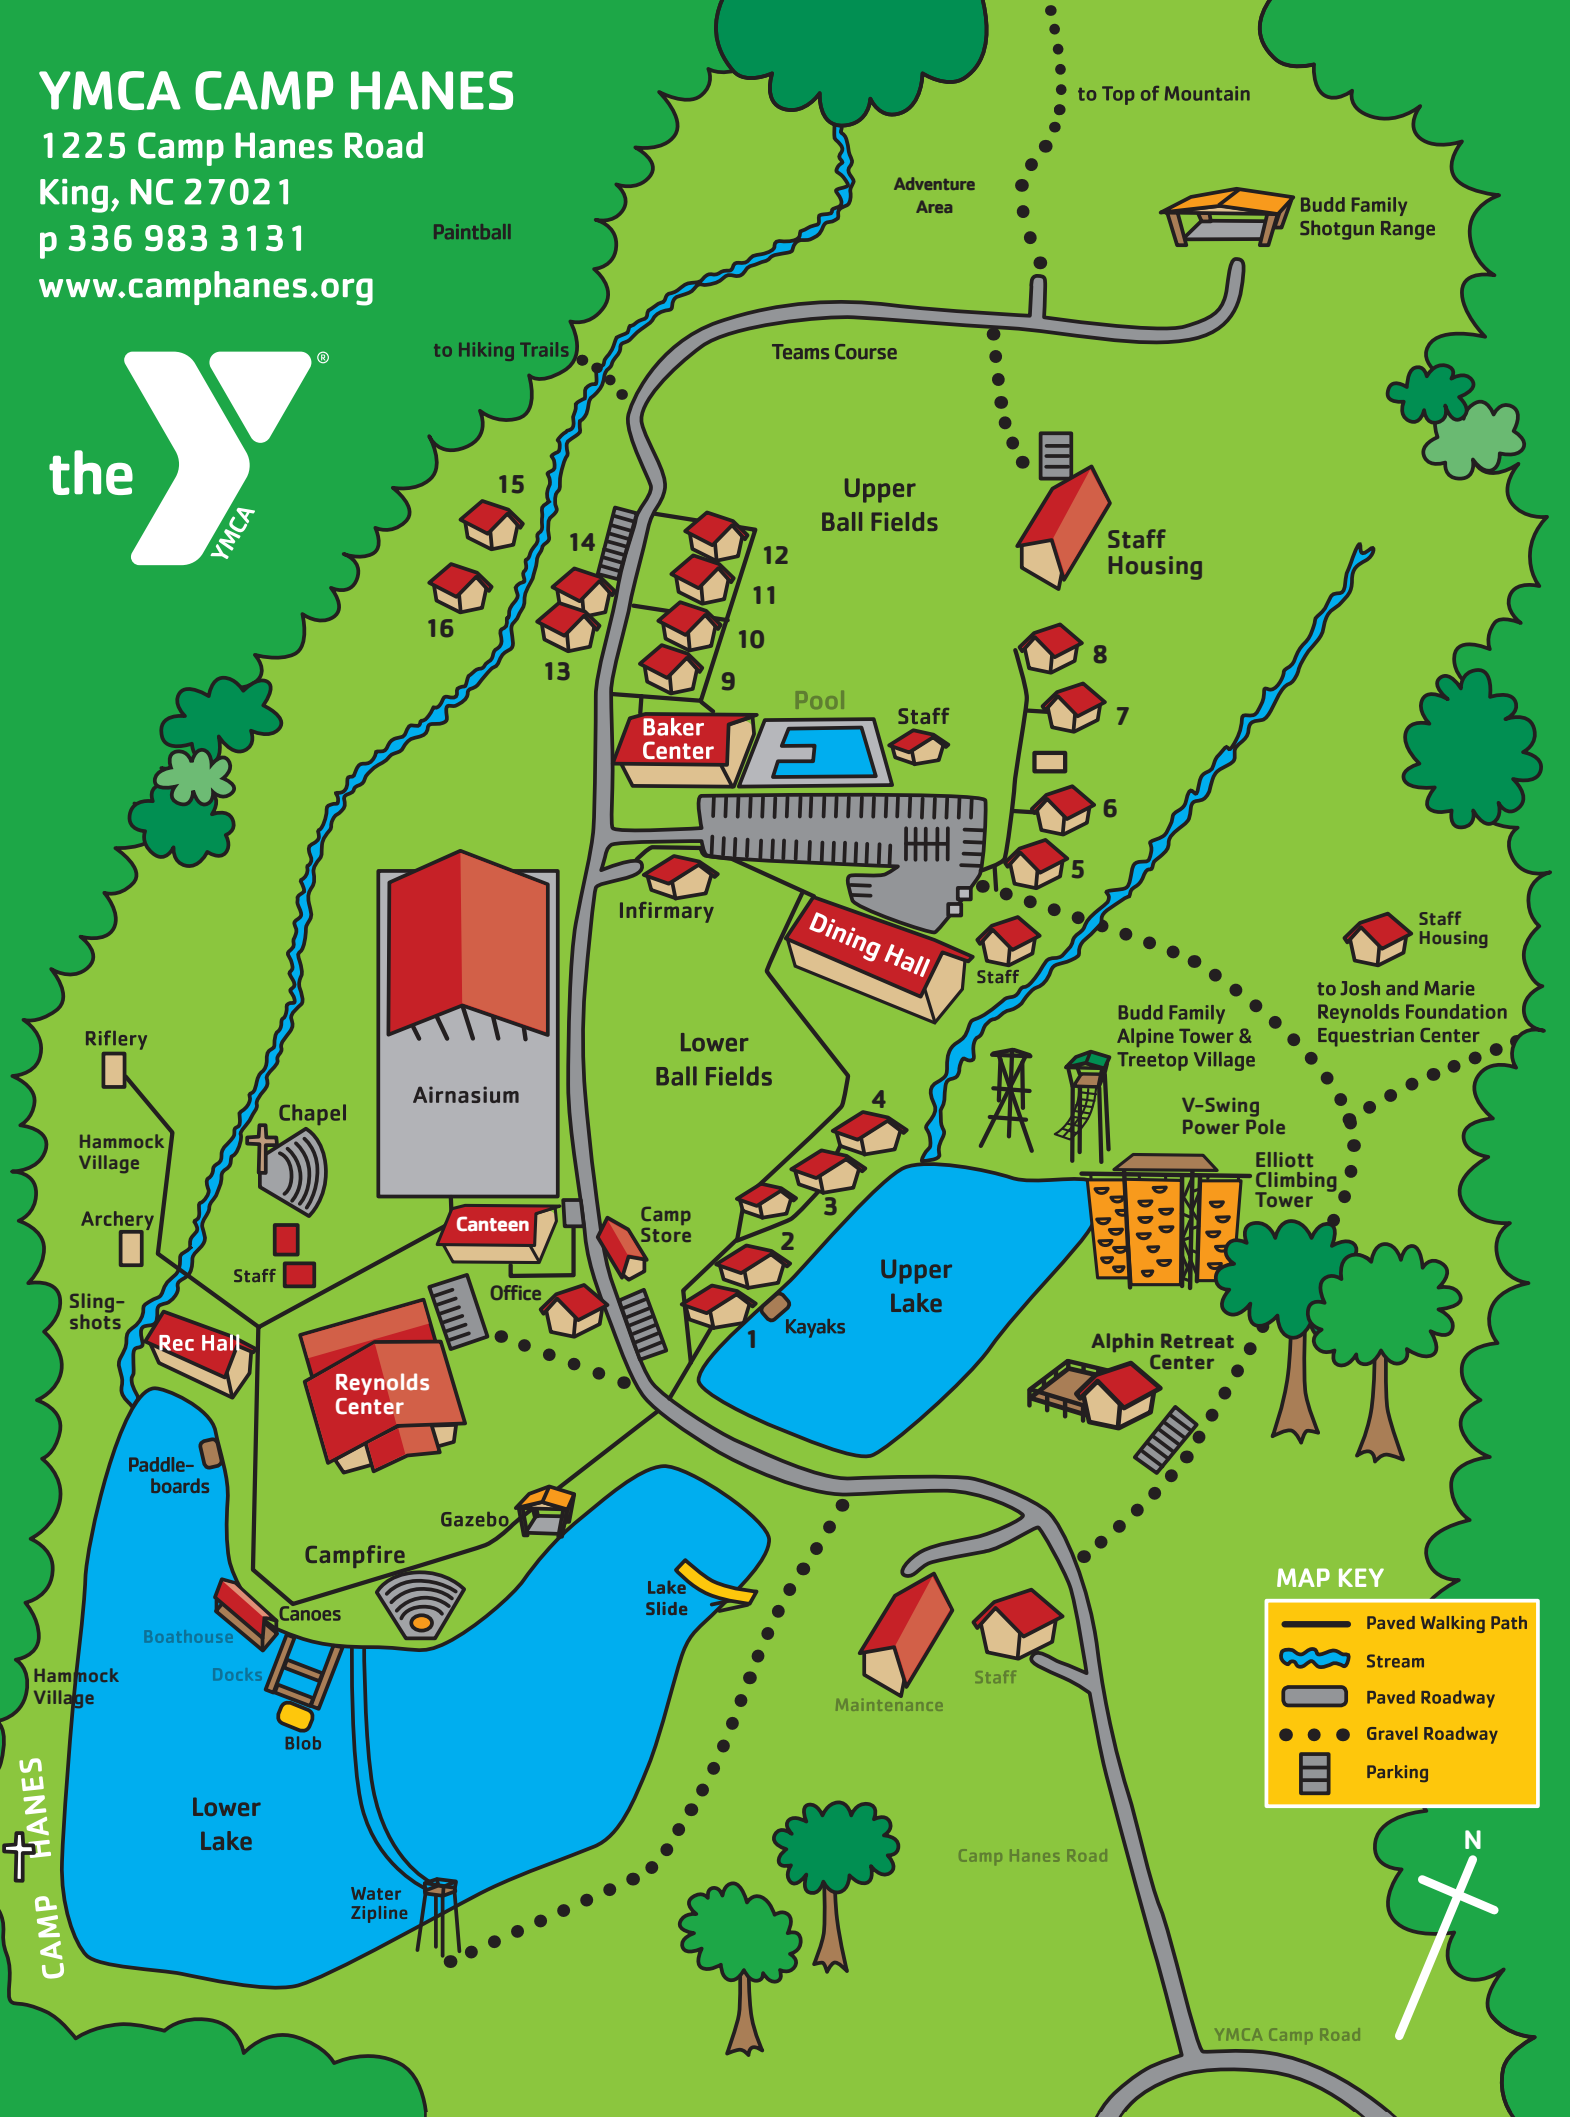 YMCA CAMP HANES
1225 Camp Hanes Road
King, NC 27021
p 336 983 3131
www.camphanes.org
the
YMCA
®
to Top of Mountain
Adventure
Area
Budd Family
Shotgun Range
Paintball
to Hiking Trails
Teams Course
Upper
Ball Fields
15
14
12
11
16
10
13
9
Staff
Housing
8
7
6
5
Pool
Staff
Baker
Center
Infirmary
Dining Hall
Staff
Staff
Housing
to Josh and Marie
Reynolds Foundation
Equestrian Center
Budd Family
Alpine Tower &
Treetop Village
V-Swing
Power Pole
Elliott
Climbing
Tower
Lower
Ball Fields
Airnasium
Riflery
Chapel
Hammock
Village
Archery
Staff
Sling-
shots
Rec Hall
Canteen
Camp
Store
Office
4
3
2
1
Kayaks
Upper
Lake
Alphin Retreat
Center
Reynolds
Center
Paddle-
boards
Gazebo
Campfire
Canoes
Boathouse
Docks
Hammock
Village
Blob
Lake
Slide
Lower
Lake
Water
Zipline
Maintenance
Staff
Camp Hanes Road
YMCA Camp Road
CAMP HANES
MAP KEY
Paved Walking Path
Stream
Paved Roadway
Gravel Roadway
Parking
N